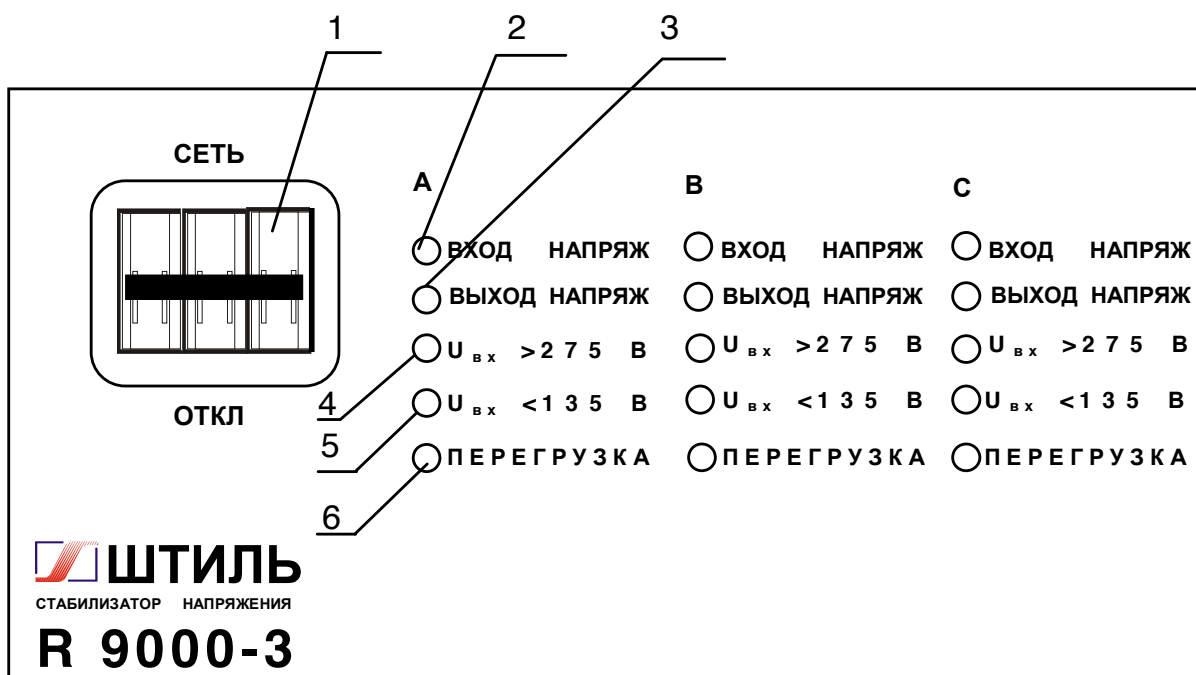 1 2 3
СЕТЬ
A B C
ВХОД НАПРЯЖ ВХОД НАПРЯЖ ВХОД НАПРЯЖ
ВЫХОД НАПРЯЖ ВЫХОД НАПРЯЖ ВЫХОД НАПРЯЖ
U вх >275 В U вх >275 В U вх >275 В
4
U вх <135 В U вх <135 В U вх <135 В
ОТКЛ
5
ПЕРЕГРУЗКА ПЕРЕГРУЗКА ПЕРЕГРУЗКА
6
ШТИЛЬ
СТАБИЛИЗАТОР НАПРЯЖЕНИЯ
R 9000-3